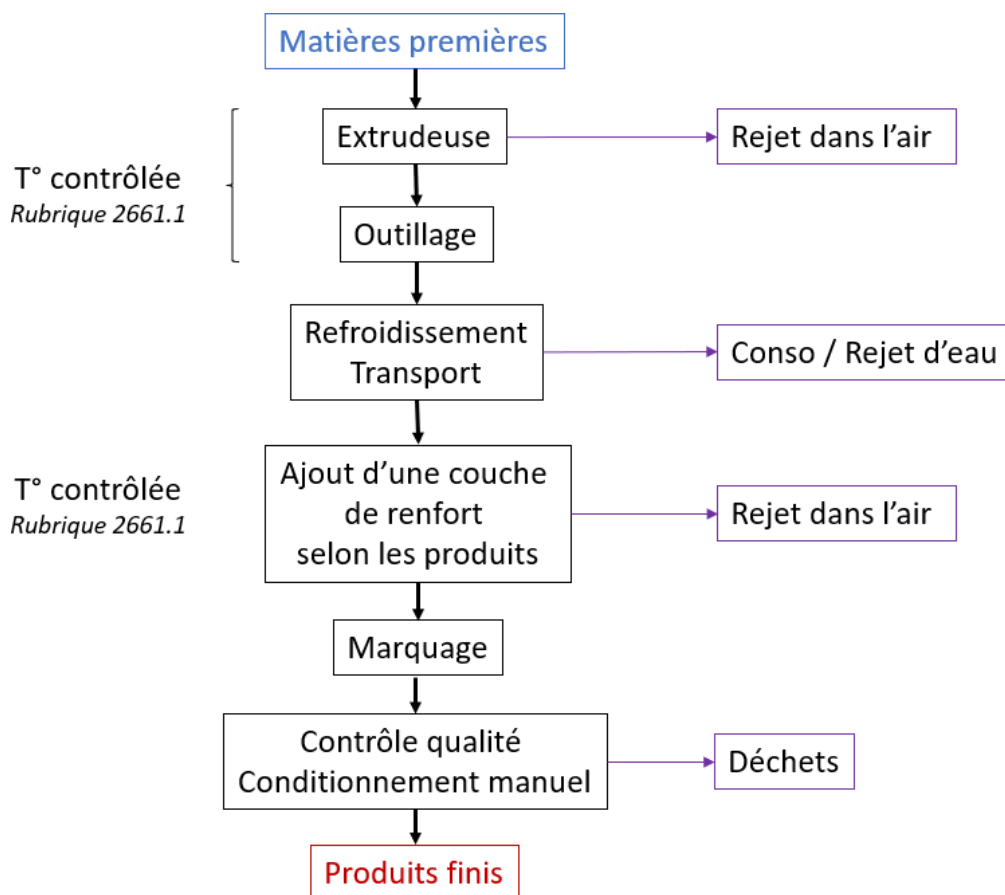 Matières premières
Extrudeuse
Rejet dans l'air
T° contrôlée
Rubrique 2661.1
Outillage
Refroidissement
Transport
Conso / Rejet d'eau
T° contrôlée
Rubrique 2661.1
Ajout d'une couche
de renfort
selon les produits
Rejet dans l'air
Marquage
Contrôle qualité
Conditionnement manuel
Déchets
Produits finis